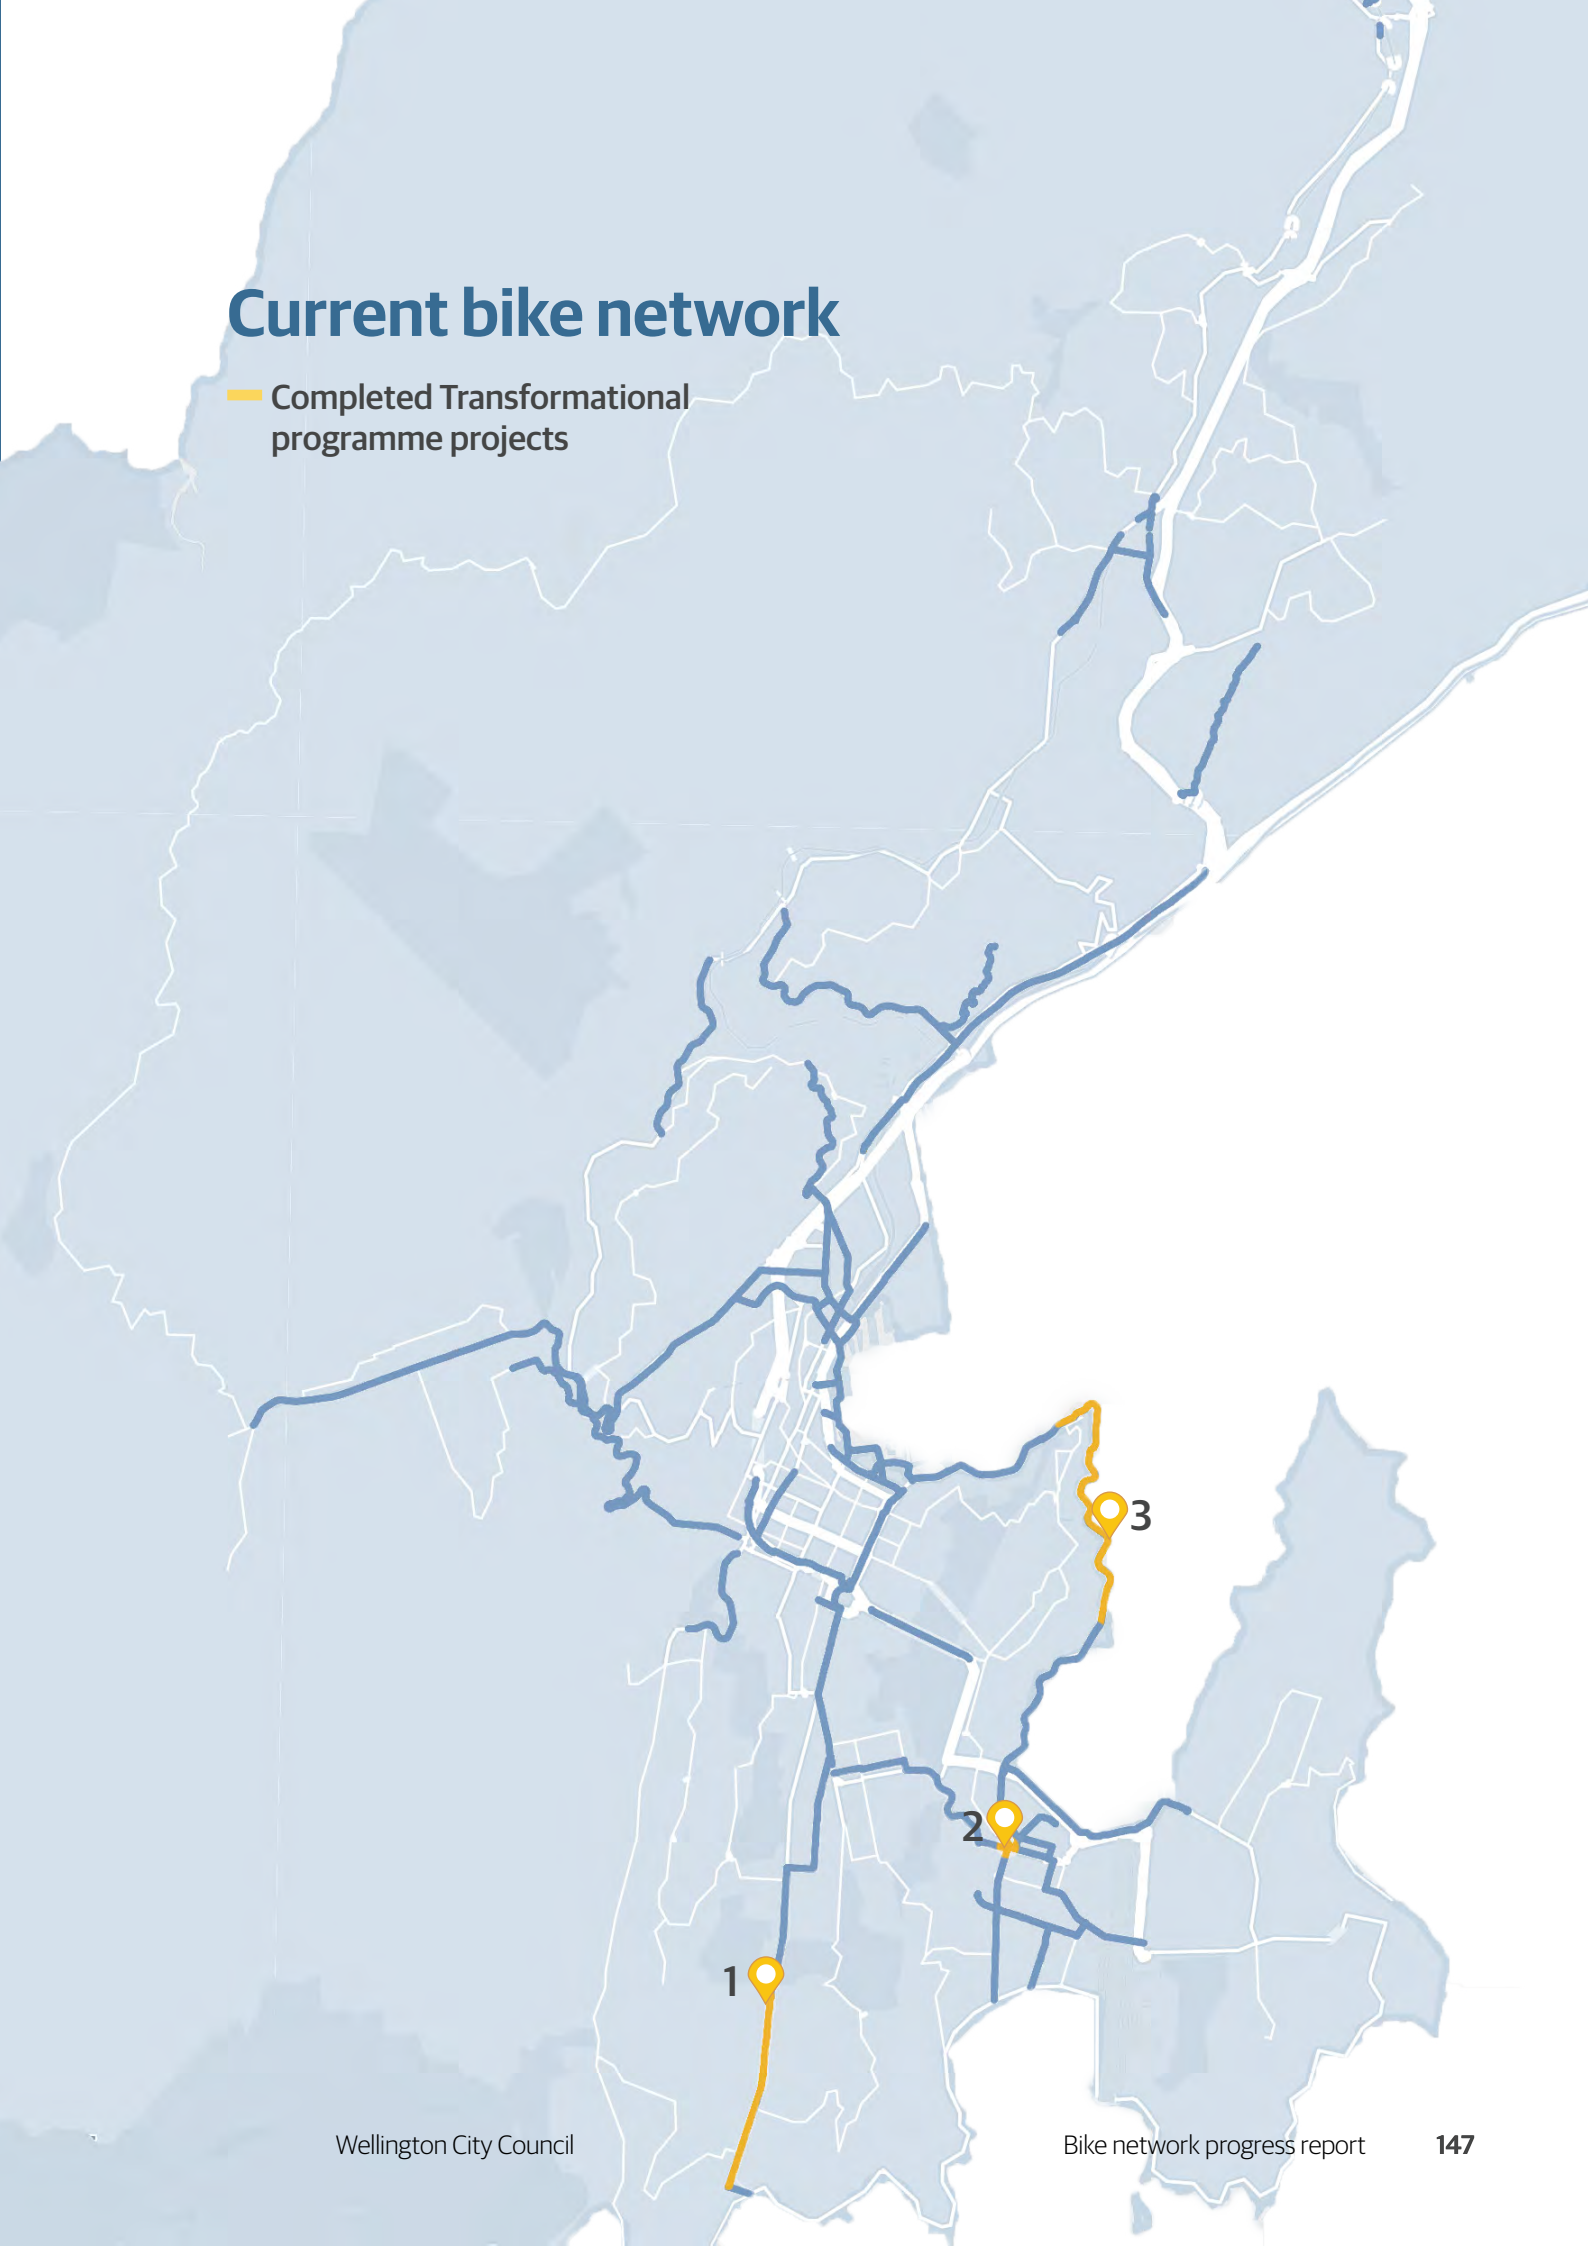 Current bike network
Completed Transformational
programme projects
3
2
1
Wellington City Council
Bike network progress report 147